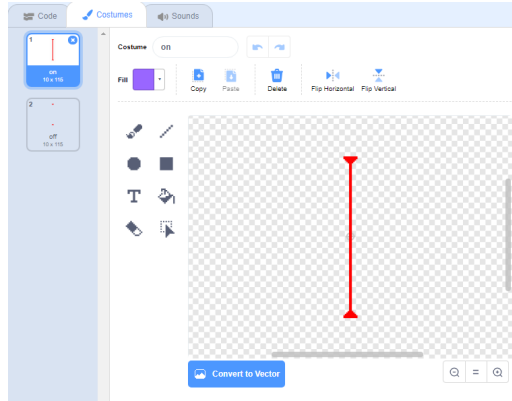 Code Costumes Sounds
1
on
10 x 115
2
off
10 x 115
Costume on
Fill
Copy Paste Delete Flip Horizontal Flip Vertical
T
Convert to Vector